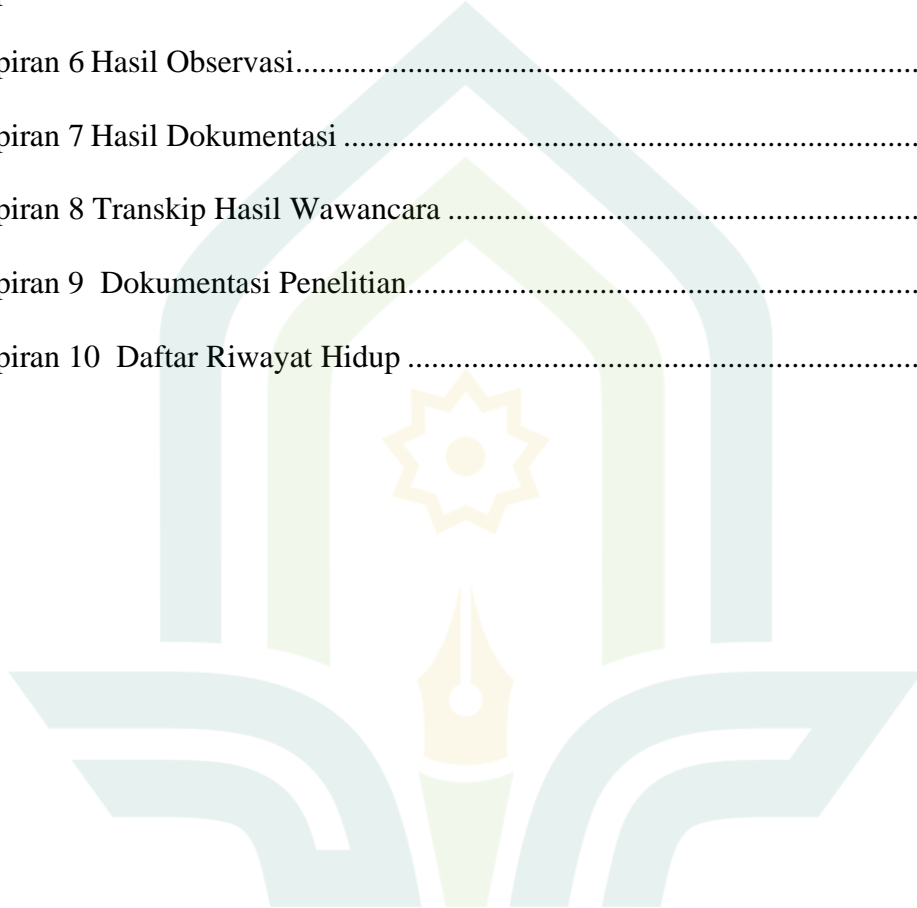 piran 6 Hasil Observasi..............................................................................
piran 7 Hasil Dokumentasi ........................................................................
piran 8 Transkip Hasil Wawancara ...........................................................
piran 9  Dokumentasi Penelitian................................................................
piran 10  Daftar Riwayat Hidup ................................................................